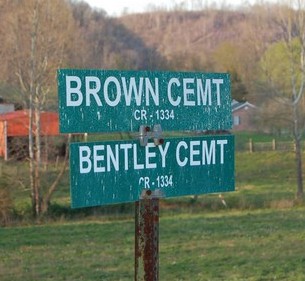 BROWN CEMT
CR - 1334
BENTLEY CEMT
CR - 1334